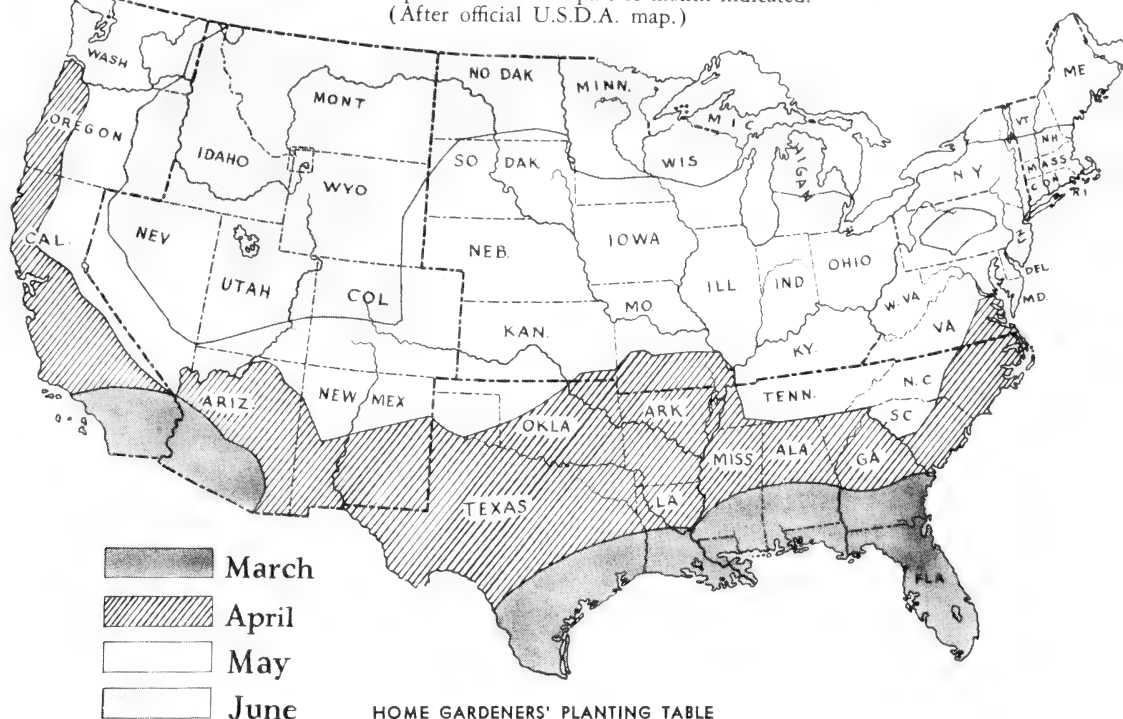 (After official U.S.D.A. map.)
WASH
OREGON
CAL.
IDAHO
NEV
UTAH
ARIZ.
MONT
WYO
COL
NEW MEX
NO DAK
SO DAK
NEB.
KAN.
OKLA
TEXAS
MINN.
IOWA
MO.
ARK
LA
WIS
MICHIGAN
ILL
IND
OHIO
KY.
TENN.
MISS
ALA
GA
FLA
SC
N.C
VA
W.VA
MD.
DEL.
NJ
NY
CON
RI
MASS
VT
NH
ME
March
April
May
June
HOME GARDENERS' PLANTING TABLE